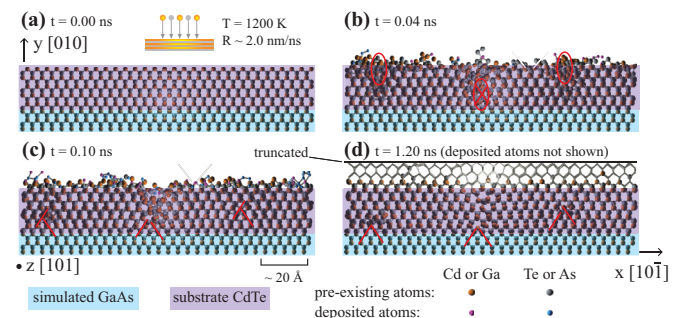 (a) t = 0.00 ns
T = 1200 K
R ~ 2.0 nm/ns
y [010]
(b) t = 0.04 ns
(c) t = 0.10 ns
truncated
(d) t = 1.20 ns (deposited atoms not shown)
z [101]
~ 20 Å
x [101̄]
simulated GaAs
substrate CdTe
Cd or Ga
Te or As
pre-existing atoms:
deposited atoms: